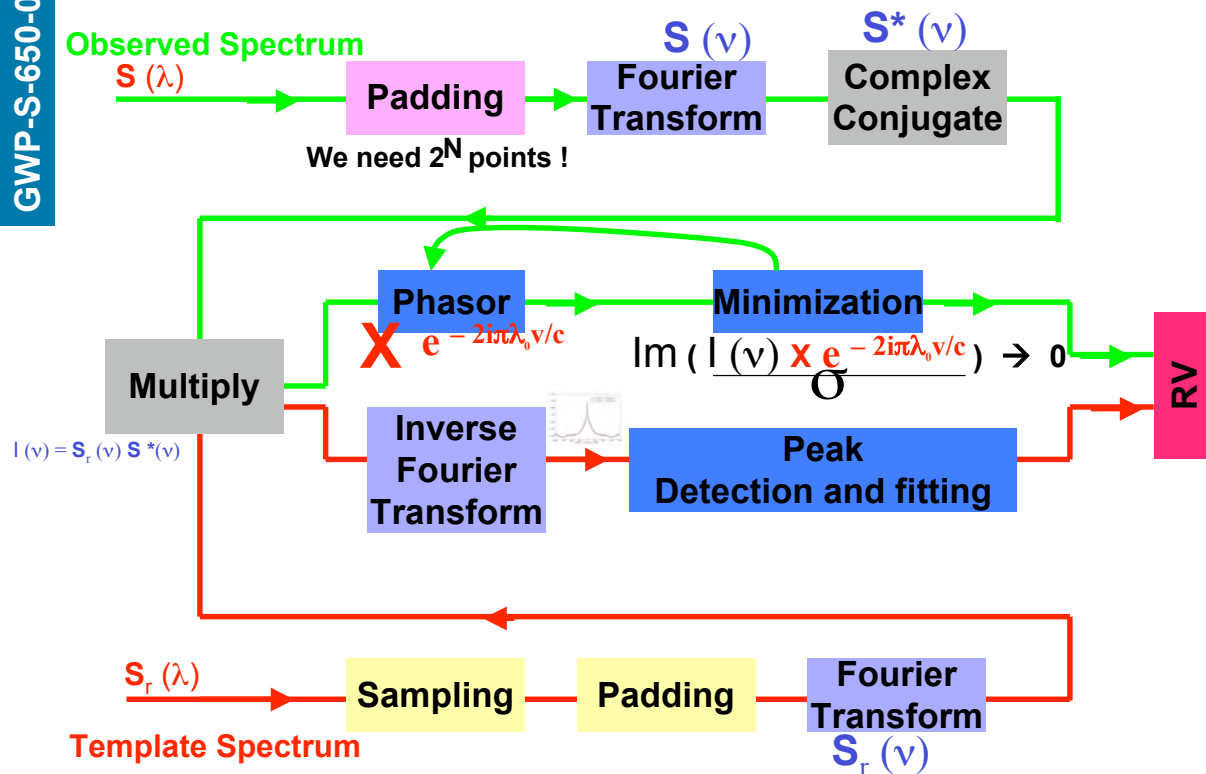 GWP-S-650-0
Observed Spectrum
S (λ)
Padding
We need 2^N points !
S (ν)
Fourier
Transform
S* (ν)
Complex
Conjugate
Phasor
X e – 2iπλ₀v/c
Minimization
Im ( I (ν) X e – 2iπλ₀v/c ) → 0
σ
Multiply
I (ν) = Sᵣ (ν) S *(ν)
Inverse
Fourier
Transform
Peak
Detection and fitting
RV
Sᵣ (λ)
Template Spectrum
Sampling
Padding
Fourier
Transform
Sᵣ (ν)